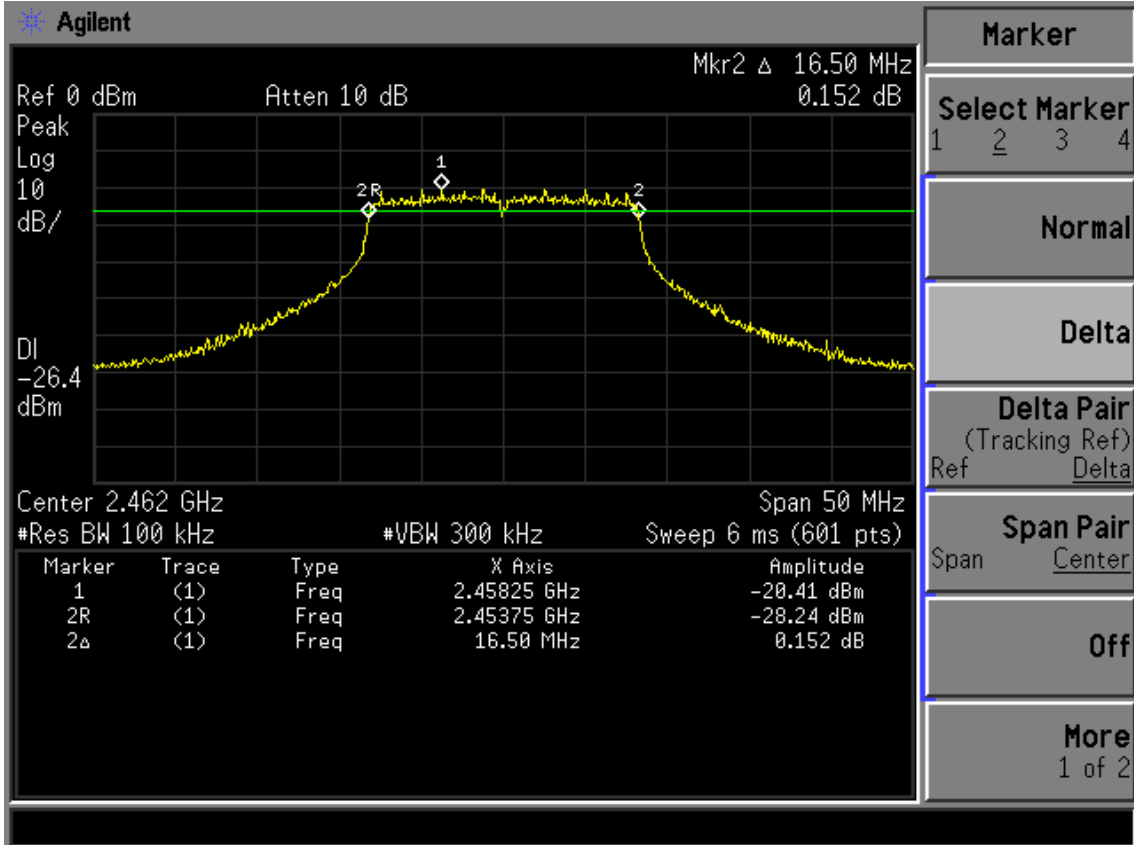 Agilent
Mkr2 Δ 16.50 MHz
Ref 0 dBm Atten 10 dB 0.152 dB
Peak
Log
10
dB/
1
2R
2
DI
-26.4
dBm
Center 2.462 GHz Span 50 MHz
#Res BW 100 kHz #VBW 300 kHz Sweep 6 ms (601 pts)
Marker Trace Type X Axis Amplitude
1 (1) Freq 2.45825 GHz -20.41 dBm
2R (1) Freq 2.45375 GHz -28.24 dBm
2Δ (1) Freq 16.50 MHz 0.152 dB
Marker
Select Marker
1 2 3 4
Normal
Delta
Delta Pair
(Tracking Ref)
Ref Delta
Span Pair
Span Center
Off
More
1 of 2